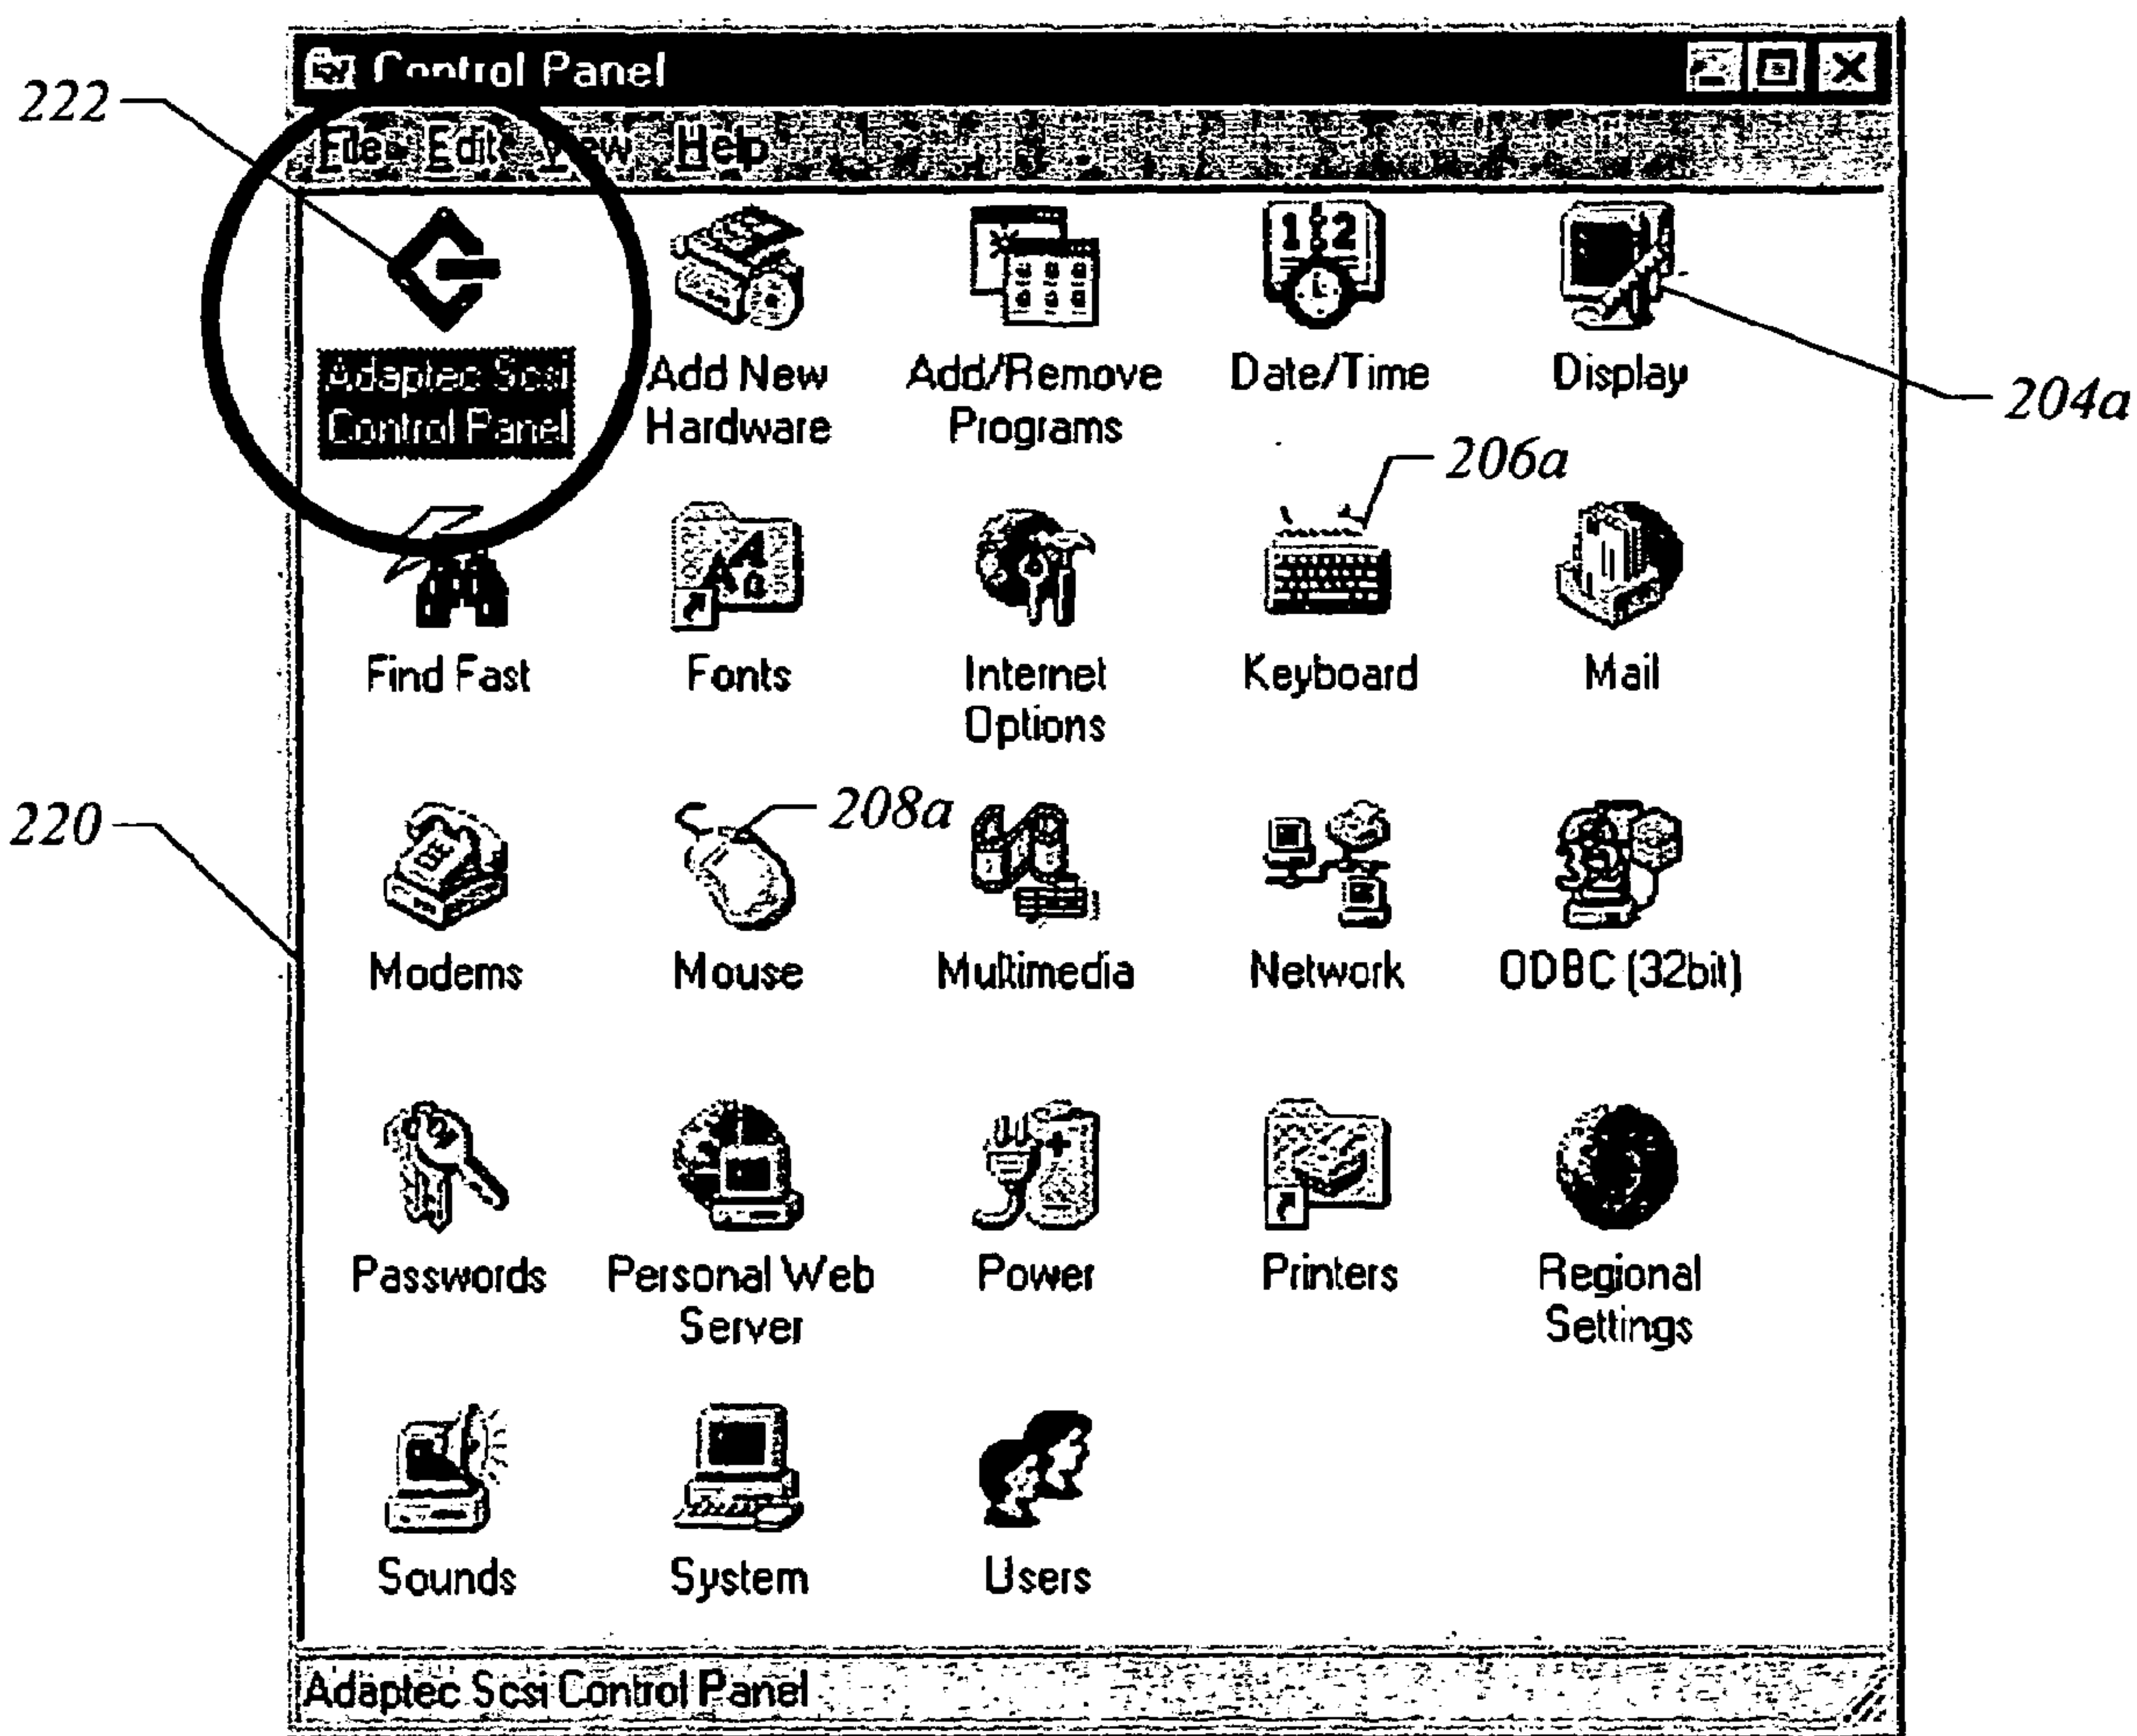 Control Panel
222
File Edit View Help
Adaptec Scsi
Control Panel
Add New
Hardware
Add/Remove
Programs
Date/Time
Display
204a
206a
Find Fast
Fonts
Internet
Options
Keyboard
Mail
220
208a
Modems
Mouse
Multimedia
Network
ODBC (32bit)
Passwords
Personal Web
Server
Power
Printers
Regional
Settings
Sounds
System
Users
Adaptec Scsi Control Panel